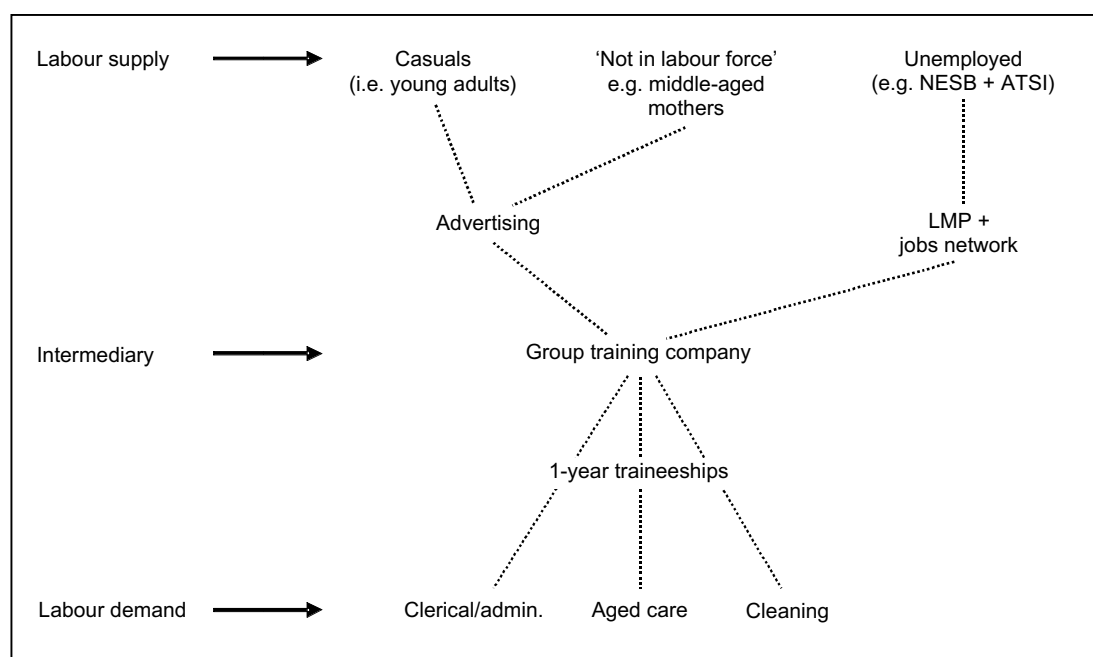 Labour supply
Casuals
(i.e. young adults)
‘Not in labour force’
e.g. middle-aged
mothers
Unemployed
(e.g. NESB + ATSI)
Advertising
LMP +
jobs network
Intermediary
Group training company
1-year traineeships
Labour demand
Clerical/admin.
Aged care
Cleaning